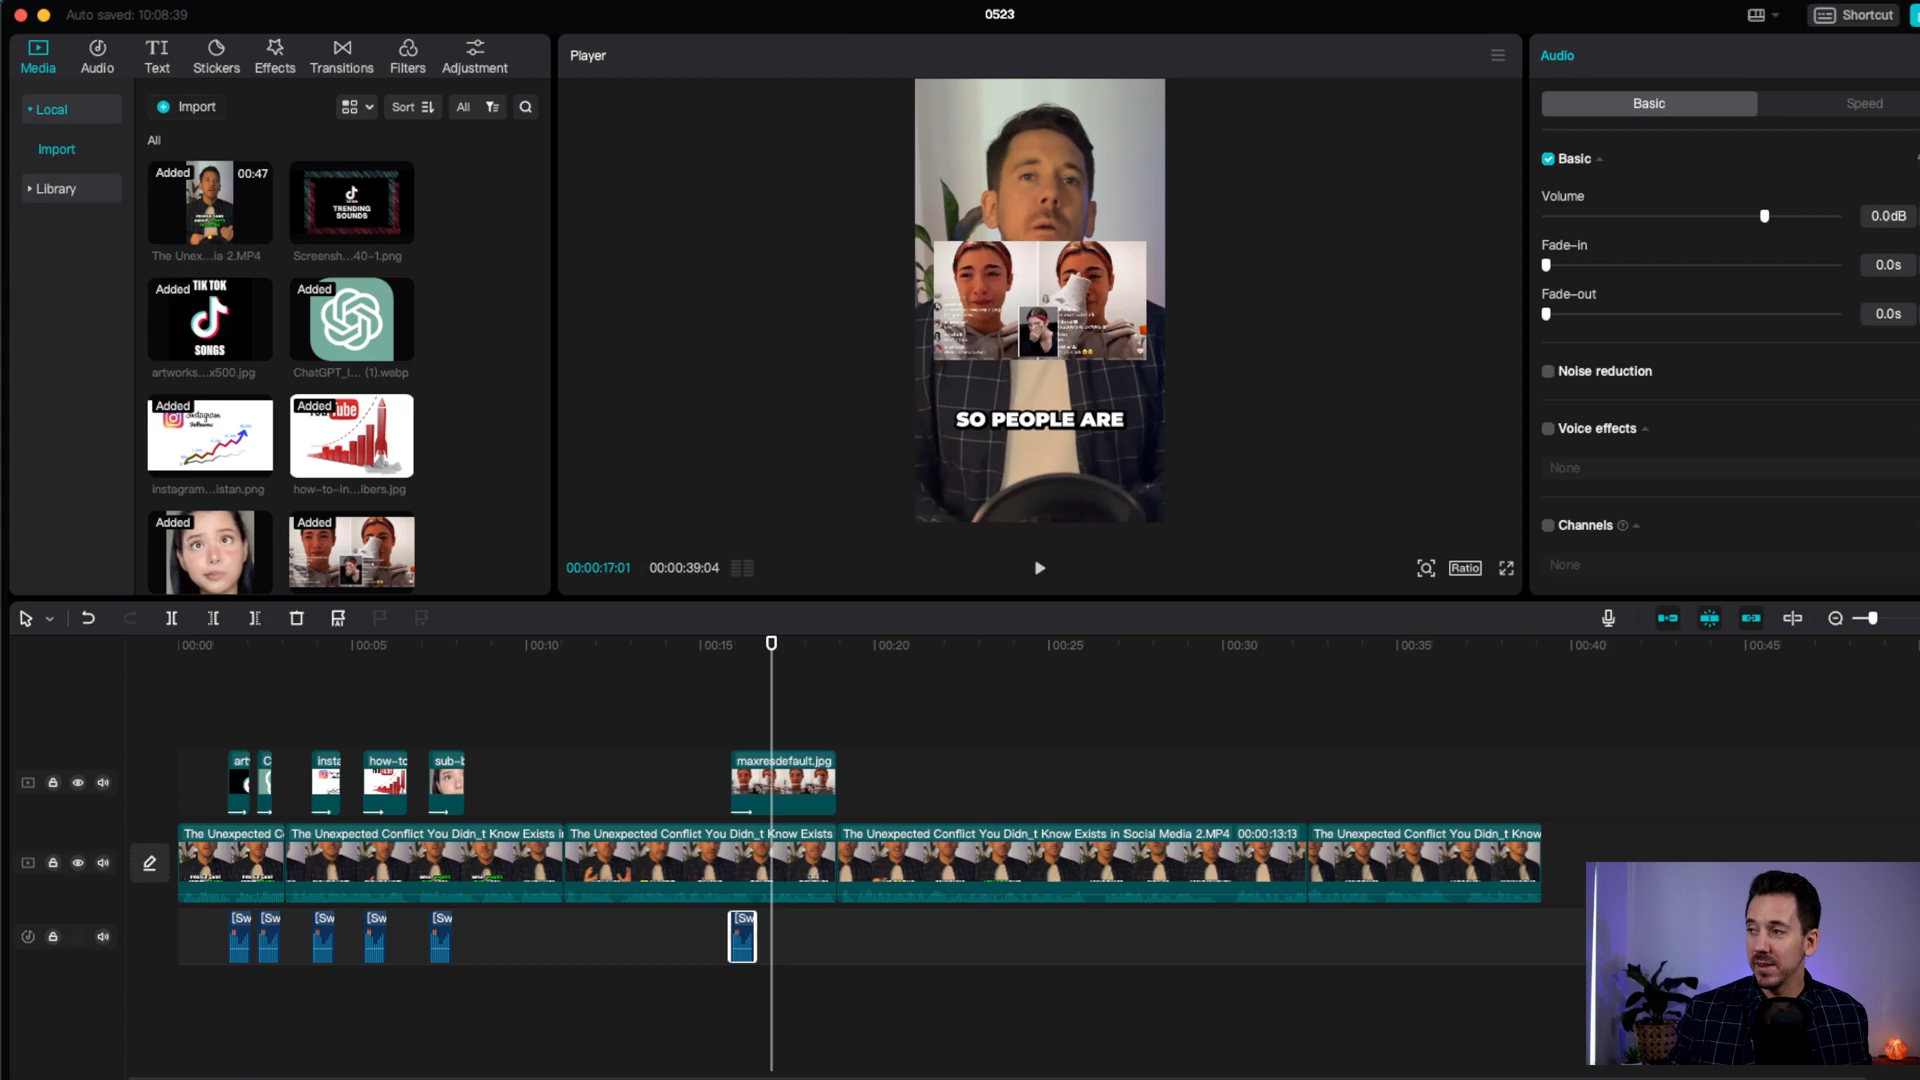 Auto saved: 10:08:39
0523
Shortcut
Media
Audio
TI
Text
Stickers
Effects
Transitions
Filters
Adjustment
Player
Audio
Local
Import
Library
Import
Sort
All
All
Added
00:47
The Unex...la 2.MP4
TRENDING
SOUNDS
Screensh...40-1.png
Added
TIK TOK
SONGS
artworks...x500.jpg
Added
ChatGPT_I... (1).webp
Added
Instagram
instagram...istan.png
Added
how-to-in...ibers.jpg
Added
Added
SO PEOPLE ARE
00:00:17:01
00:00:39:04
Ratio
Basic
Speed
Basic
Volume
0.0dB
Fade-in
0.0s
Fade-out
0.0s
Noise reduction
Voice effects
None
Channels
None
00:00
00:05
00:10
00:15
00:20
00:25
00:30
00:35
00:40
00:45
art
C
insta
how-to
sub-b
maxresdefault.jpg
The Unexpected C
The Unexpected Conflict You Didn_t Know Exists i
The Unexpected Conflict You Didn_t Know Exists
The Unexpected Conflict You Didn_t Know Exists in Social Media 2.MP4 00:00:13:13
The Unexpected Conflict You Didn_t Know
[Sw
[Sw
[Sw
[Sw
[Sw
[Sw